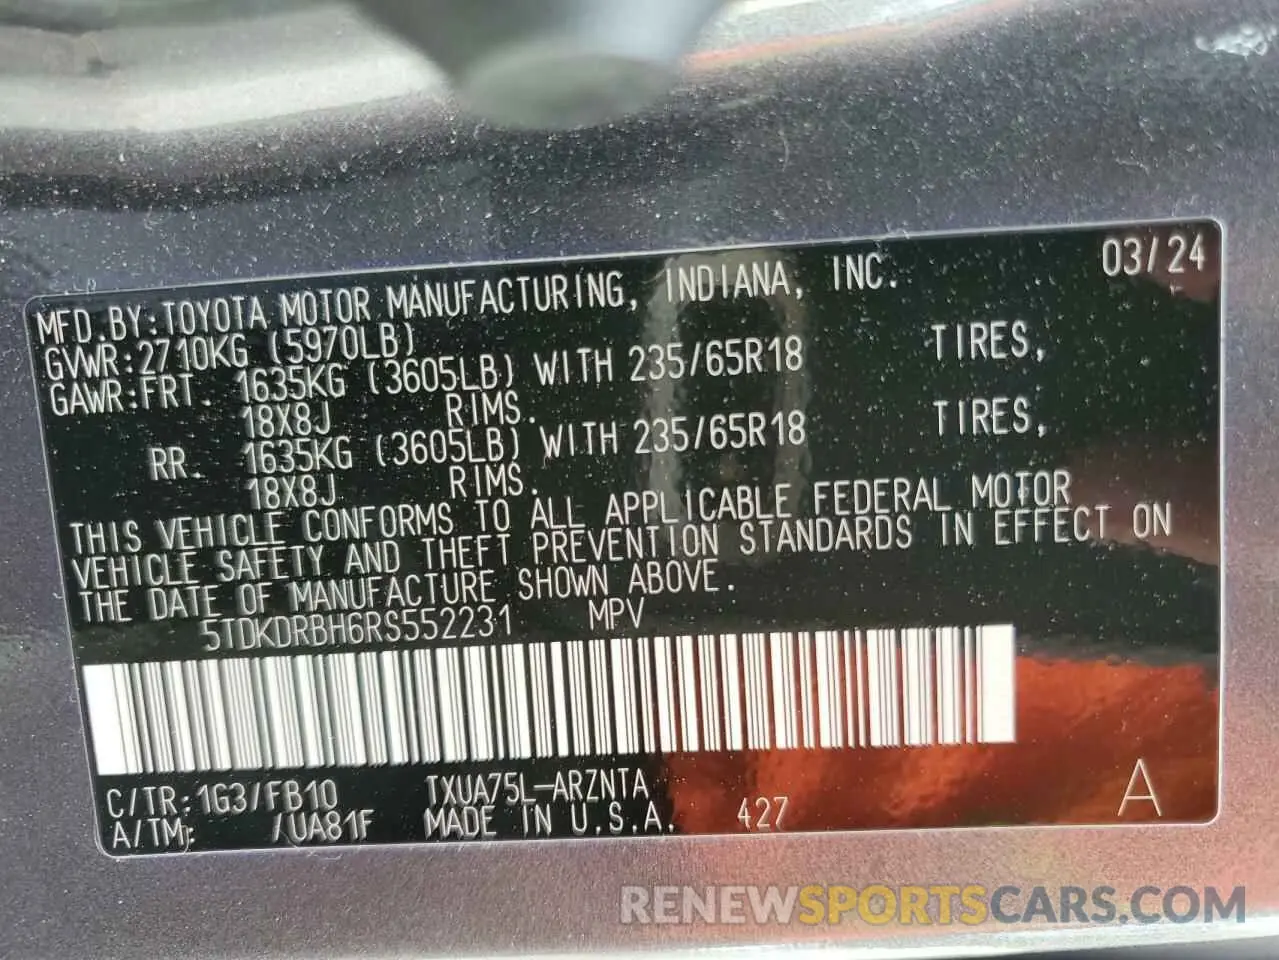 03/24
MFD.BY:TOYOTA MOTOR MANUFACTURING, INDIANA, INC.
GVWR:2710KG (5970LB)
GAWR:FRT. 1635KG (3605LB) WITH 235/65R18 TIRES,
18X8J RIMS.
RR. 1635KG (3605LB) WITH 235/65R18 TIRES,
18X8J RIMS.
THIS VEHICLE CONFORMS TO ALL APPLICABLE FEDERAL MOTOR
VEHICLE SAFETY AND THEFT PREVENTION STANDARDS IN EFFECT ON
THE DATE OF MANUFACTURE SHOWN ABOVE.
5TDKDRBH6RS552231 MPV
C/TR:1G3/FB10 TXUA75L-ARZNTA A
A/TM: /UA81F MADE IN U.S.A. 427
RENEWSPORTSCARS.COM